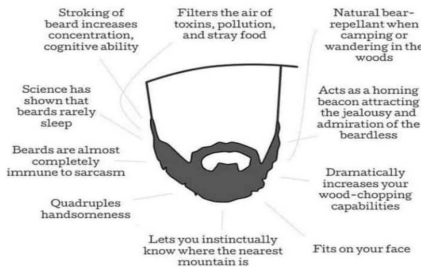 Stroking of
beard increases
concentration,
cognitive ability
Filters the air of
toxins, pollution,
and stray food
Natural bear-
repellant when
camping or
wandering in the
woods
Science has
shown that
beards rarely
sleep
Acts as a homing
beacon attracting
the jealousy and
admiration of the
beardless
Beards are almost
completely
immune to sarcasm
Dramatically
increases your
wood-chopping
capabilities
Quadruples
handsomeness
Lets you instinctually
know where the nearest
mountain is
Fits on your face